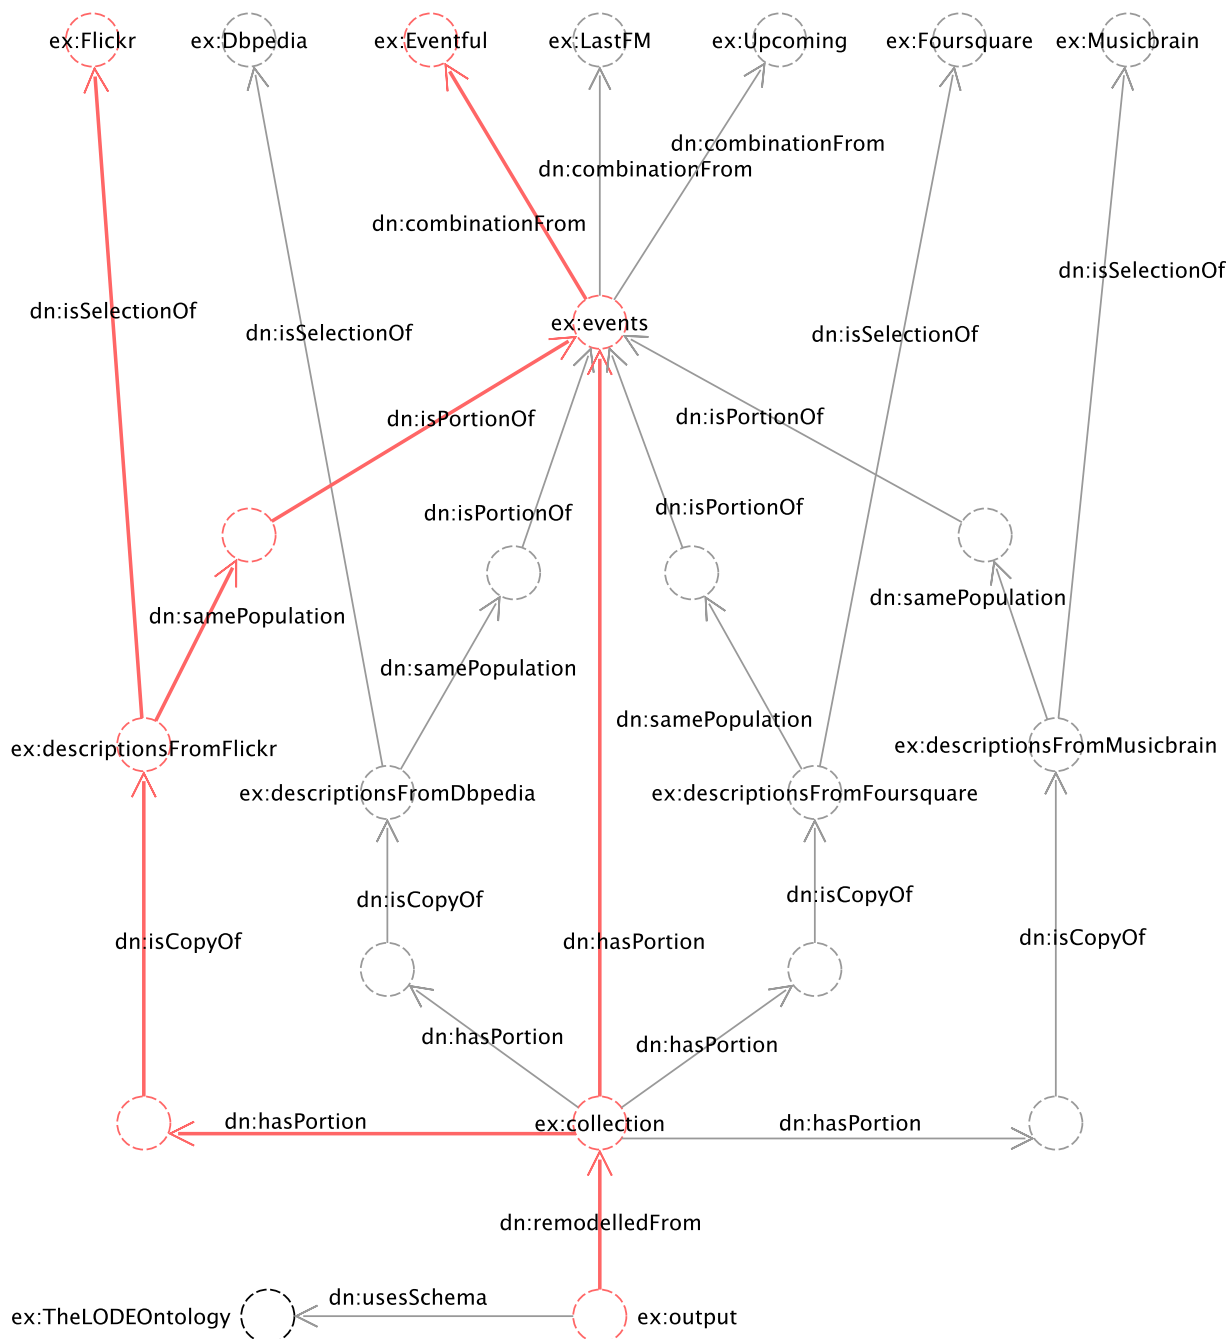 ex:Flickr
ex:Dbpedia
ex:Eventful
ex:LastFM
ex:Upcoming
ex:Foursquare
ex:Musicbrain
dn:combinationFrom
dn:combinationFrom
dn:combinationFrom
dn:isSelectionOf
dn:isSelectionOf
dn:isSelectionOf
dn:isSelectionOf
ex:events
dn:isPortionOf
dn:isPortionOf
dn:isPortionOf
dn:isPortionOf
dn:samePopulation
dn:samePopulation
dn:samePopulation
dn:samePopulation
ex:descriptionsFromFlickr
ex:descriptionsFromMusicbrain
ex:descriptionsFromDbpedia
ex:descriptionsFromFoursquare
dn:isCopyOf
dn:isCopyOf
dn:isCopyOf
dn:hasPortion
dn:isCopyOf
dn:hasPortion
dn:hasPortion
dn:hasPortion
ex:collection
dn:hasPortion
dn:remodelledFrom
dn:usesSchema
ex:TheLODEOntology
ex:output